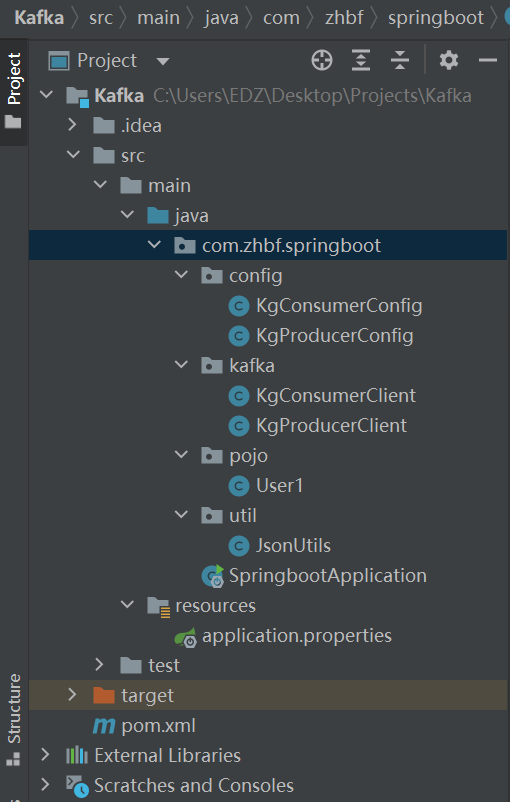 Kafka src main java com zhbf springboot
Project
Project
Kafka C:\Users\EDZ\Desktop\Projects\Kafka
.idea
src
main
java
com.zhbf.springboot
config
KgConsumerConfig
KgProducerConfig
kafka
KgConsumerClient
KgProducerClient
pojo
User1
util
JsonUtils
SpringbootApplication
resources
application.properties
test
target
pom.xml
External Libraries
Scratches and Consoles
Structure